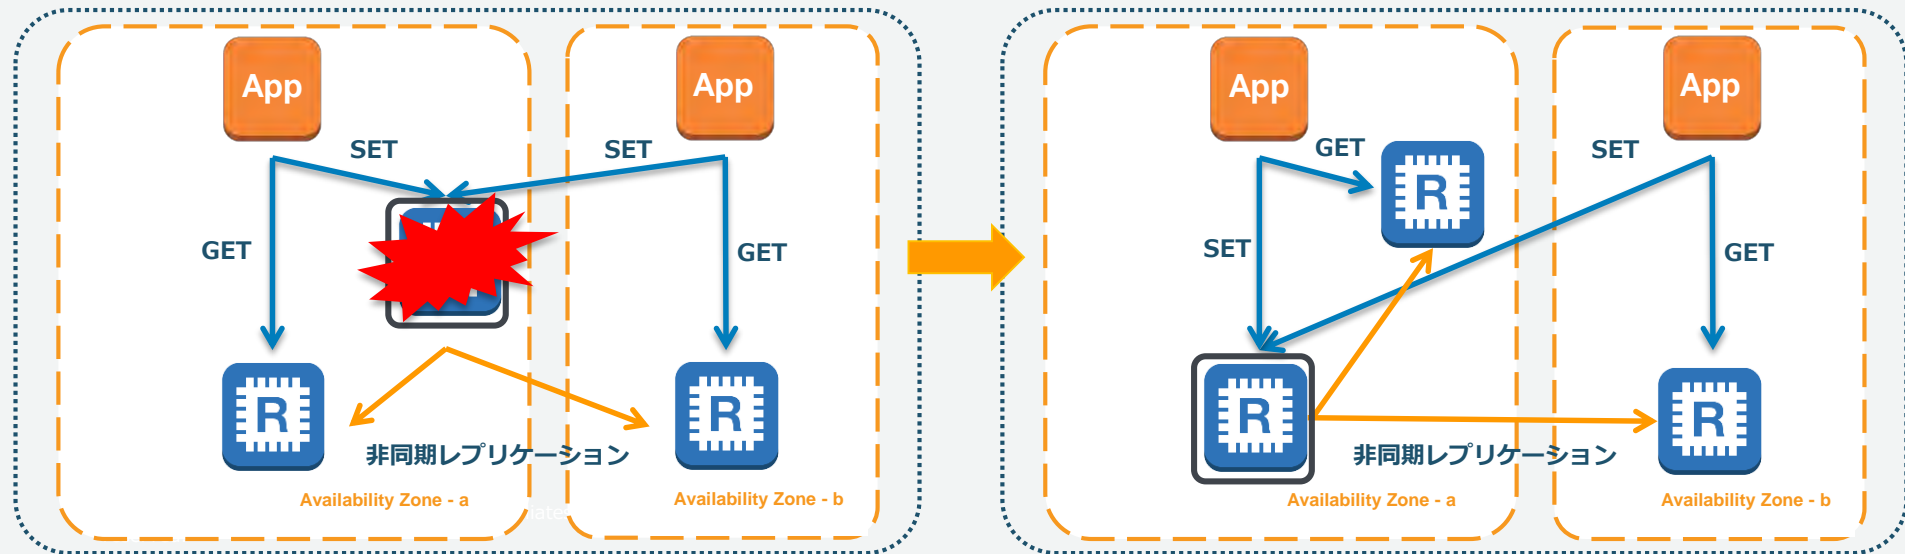 App
App
SET
SET
GET
GET
R
R
非同期レプリケーション
Availability Zone - a
Availability Zone - b
App
App
GET
SET
R
SET
GET
R
R
非同期レプリケーション
Availability Zone - a
Availability Zone - b